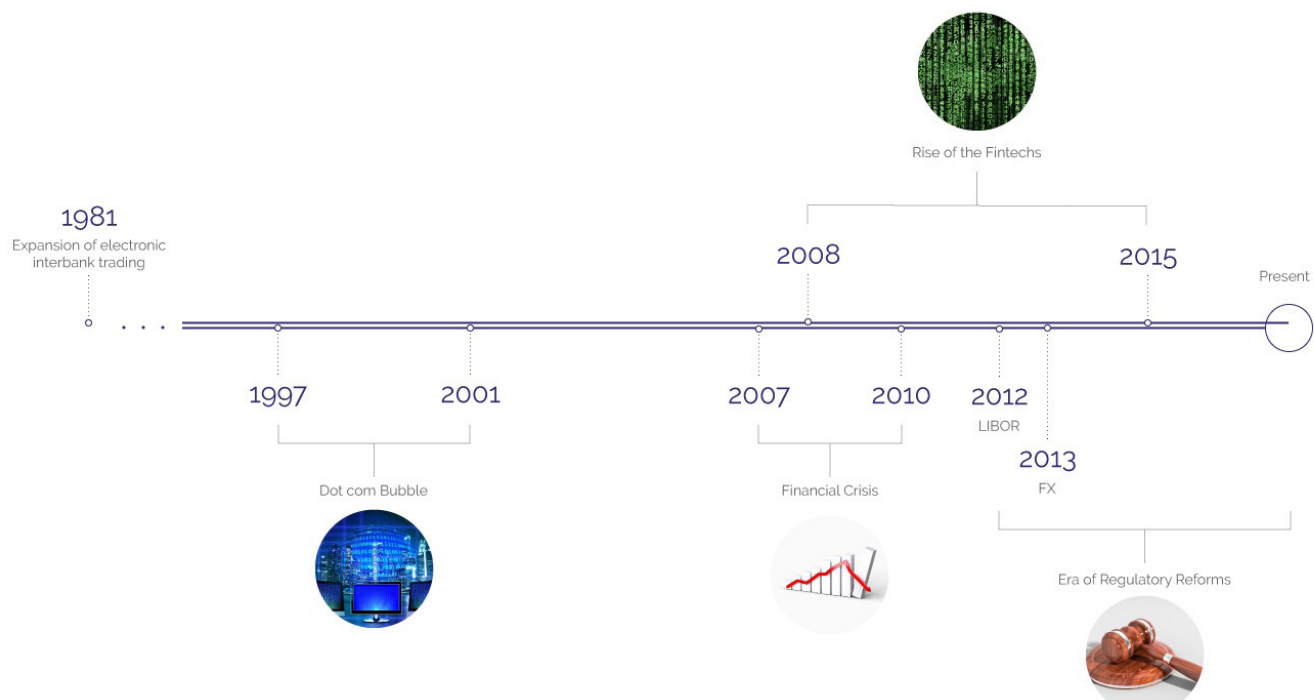 Rise of the Fintechs
1981
Expansion of electronic
interbank trading
2008
2015
Present
1997
2001
2007
2010
2012
LIBOR
2013
FX
Dot com Bubble
Financial Crisis
Era of Regulatory Reforms